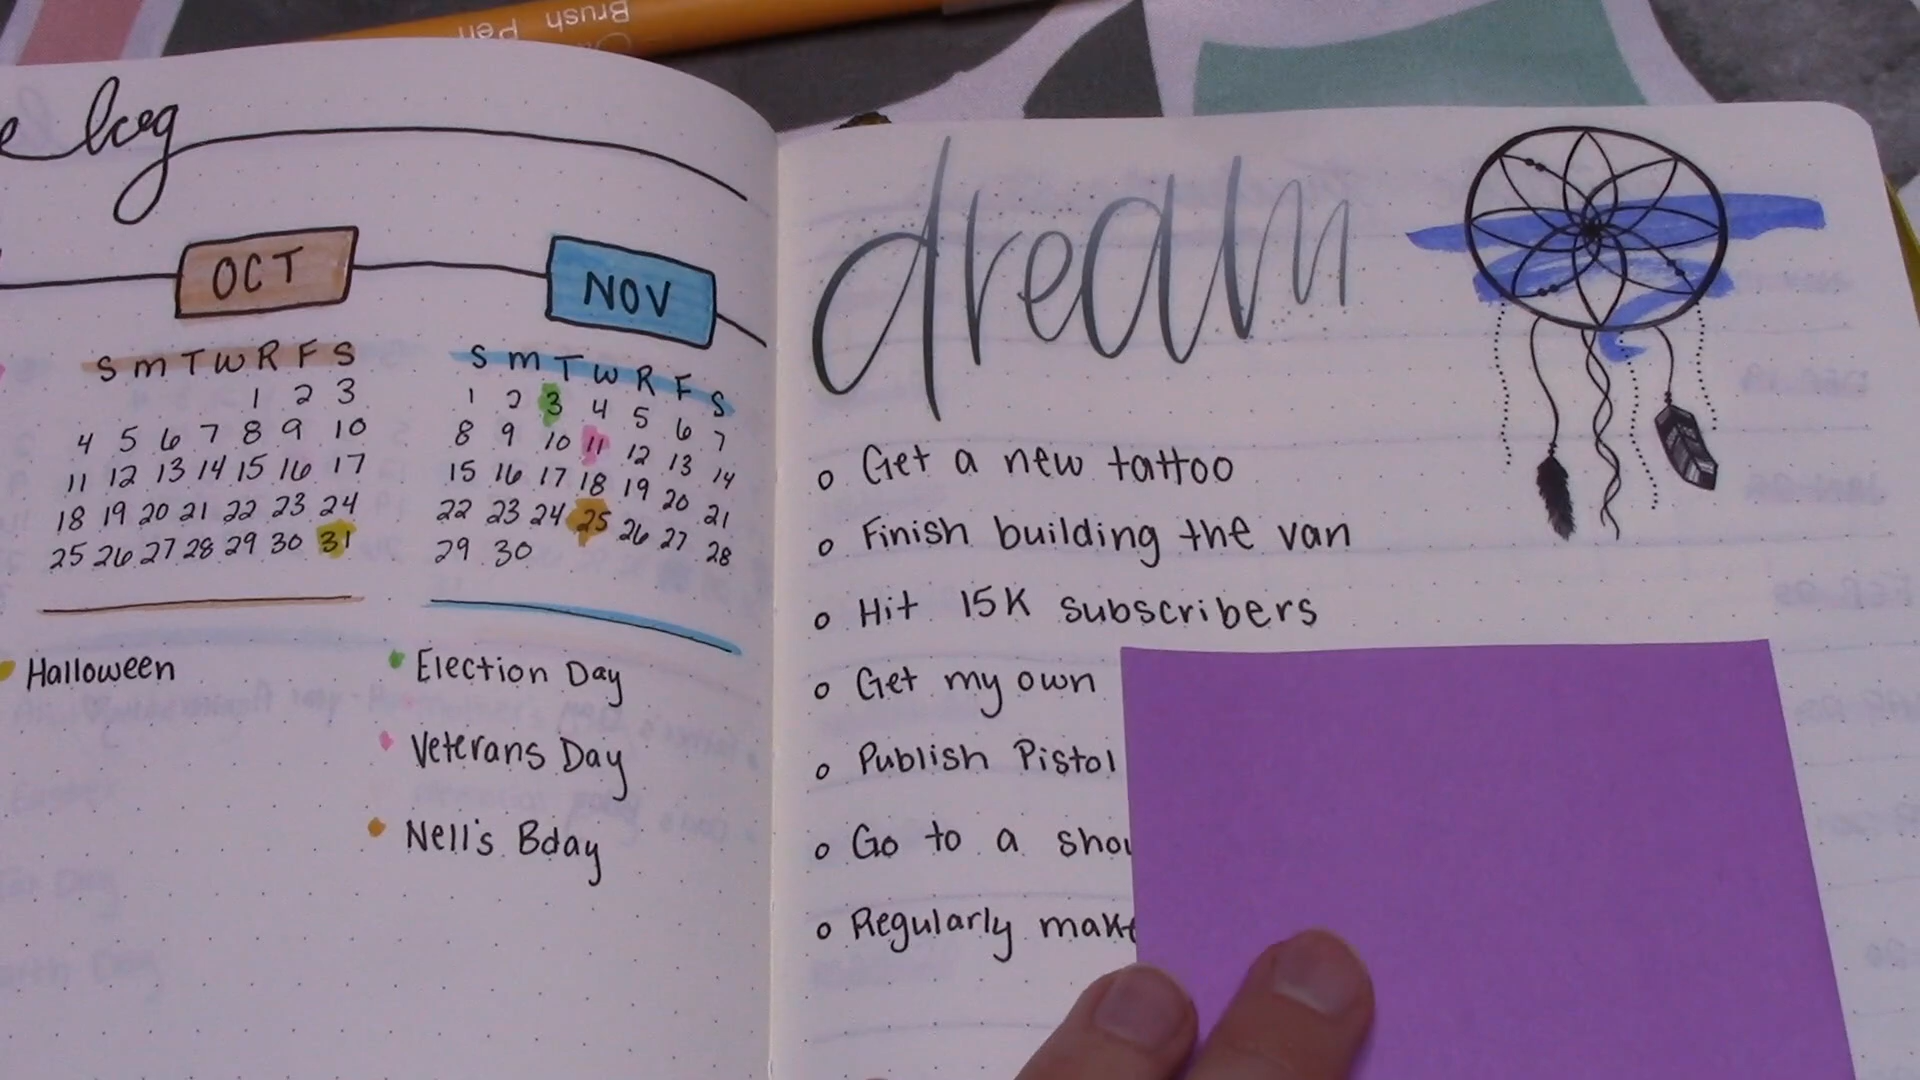 Brush Pen
e log
OCT
S M T W R F S
1 2 3
4 5 6 7 8 9 10
11 12 13 14 15 16 17
18 19 20 21 22 23 24
25 26 27 28 29 30 31
Halloween
NOV
S M T W R F S
1 2 3 4 5 6 7
8 9 10 11 12 13 14
15 16 17 18 19 20 21
22 23 24 25 26 27 28
29 30
Election Day
Veterans Day
Nell's Bday
dream
Get a new tattoo
Finish building the van
Hit 15K subscribers
Get my own
Publish Pistol
Go to a
Regularly make